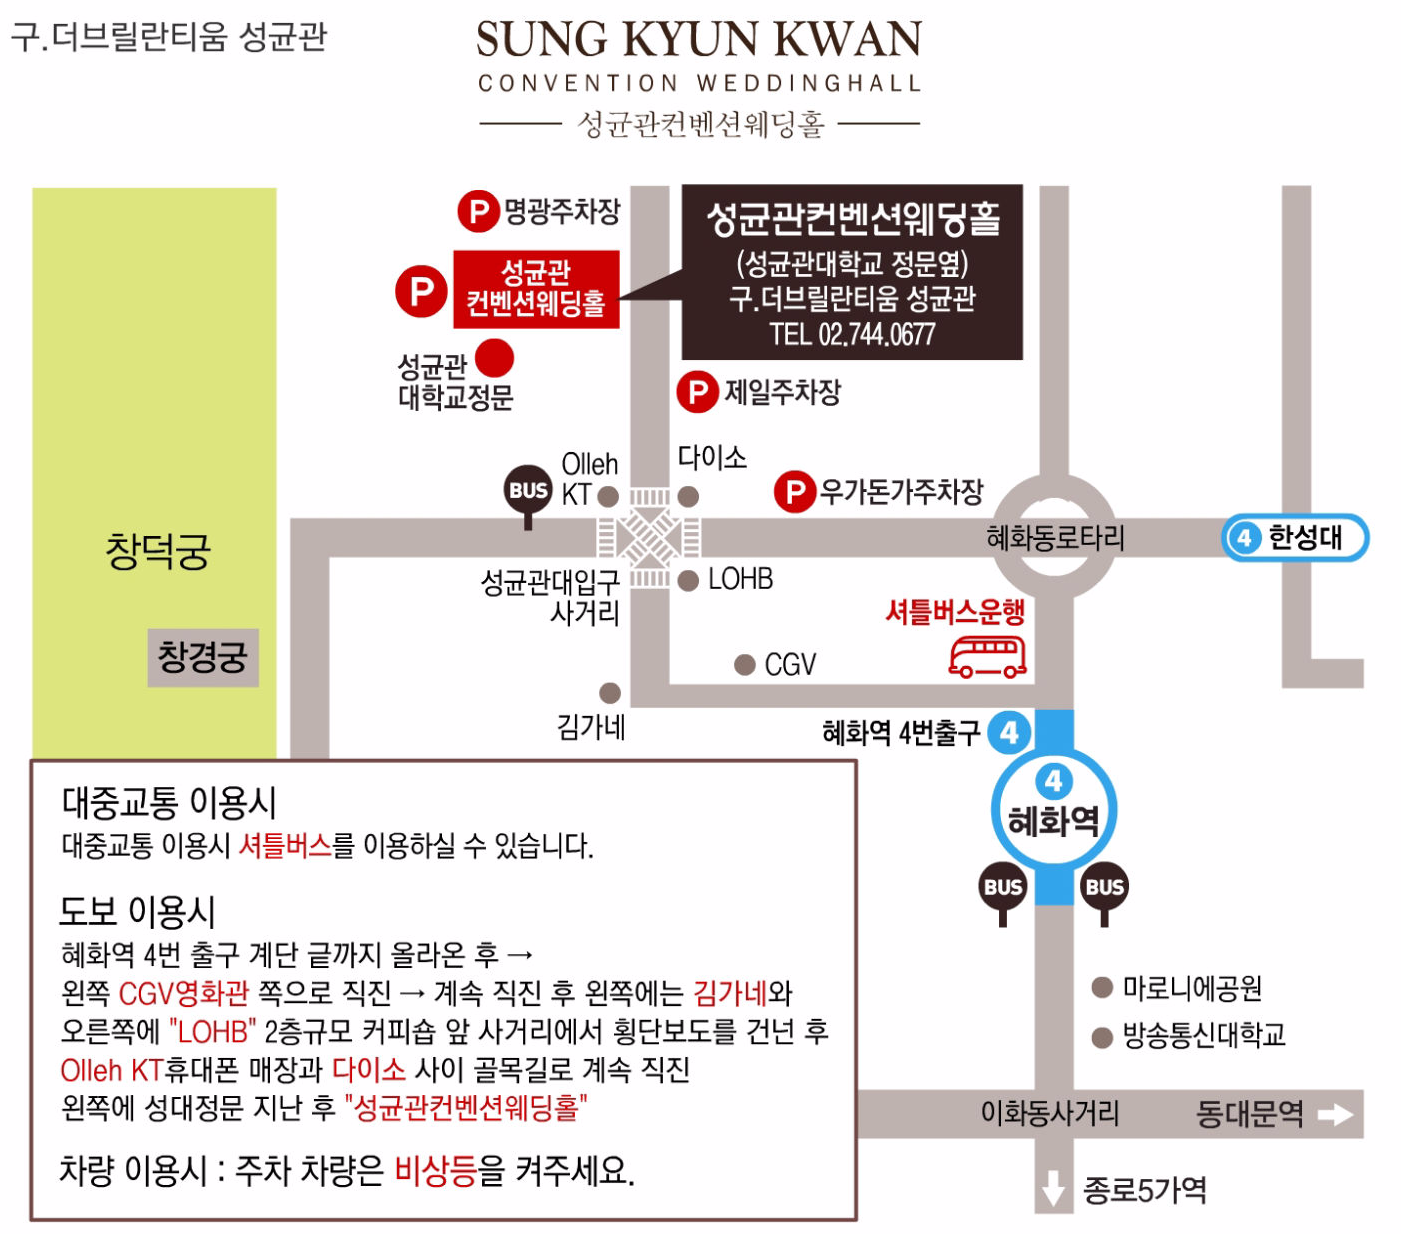 구.더브릴란티움 성균관
SUNG KYUN KWAN
CONVENTION WEDDINGHALL
성균관컨벤션웨딩홀
P 명광주차장
성균관컨벤션웨딩홀
(성균관대학교 정문옆)
구.더브릴란티움 성균관
TEL 02.744.0677
P
성균관
컨벤션웨딩홀
성균관
대학교정문
P 제일주차장
Olleh
KT
다이소
BUS
P 우가돈가주차장
창덕궁
혜화동로타리
4 한성대
성균관대입구
사거리
LOHB
셔틀버스운행
창경궁
CGV
김가네
혜화역 4번출구 4
4
혜화역
BUS
BUS
대중교통 이용시
대중교통 이용시 셔틀버스를 이용하실 수 있습니다.
도보 이용시
혜화역 4번 출구 계단 끝까지 올라온 후 →
왼쪽 CGV영화관 쪽으로 직진 → 계속 직진 후 왼쪽에는 김가네와
오른쪽에 "LOHB" 2층규모 커피숍 앞 사거리에서 횡단보도를 건넌 후
Olleh KT휴대폰 매장과 다이소 사이 골목길로 계속 직진
왼쪽에 성대정문 지난 후 "성균관컨벤션웨딩홀"
차량 이용시 : 주차 차량은 비상등을 켜주세요.
마로니에공원
방송통신대학교
이화동사거리
동대문역
종로5가역